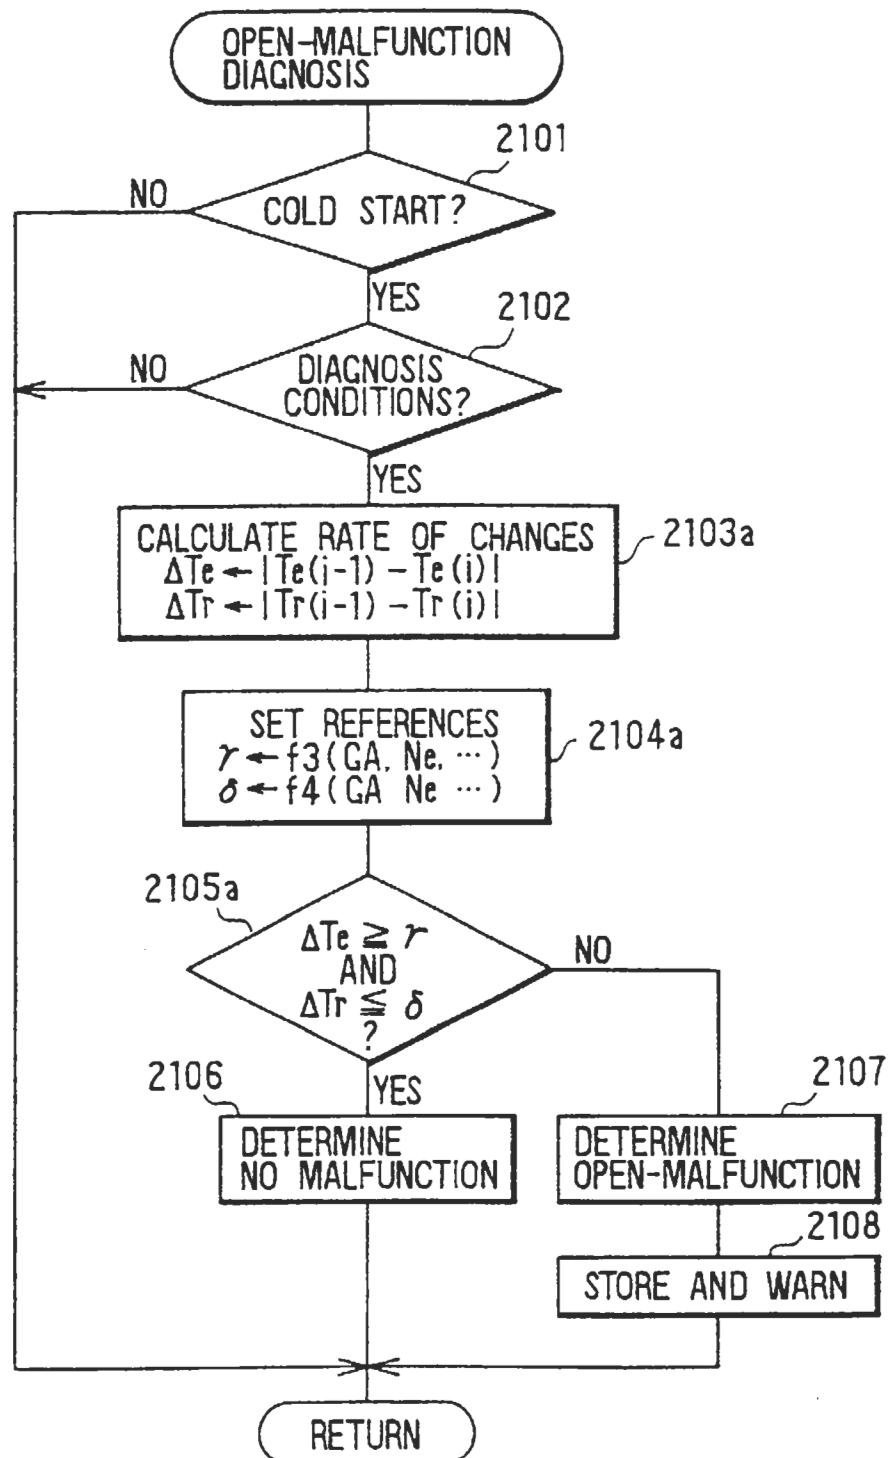 OPEN-MALFUNCTION
DIAGNOSIS
2101
NO
COLD START?
YES
2102
NO
DIAGNOSIS
CONDITIONS?
YES
2103a
CALCULATE RATE OF CHANGES
ΔTe ← |Te(i-1) - Te(i)|
ΔTr ← |Tr(i-1) - Tr(i)|
2104a
SET REFERENCES
γ ← f3(GA, Ne, ···)
δ ← f4(GA Ne ···)
2105a
ΔTe ≧ γ
AND
ΔTr ≦ δ
?
NO
YES
2106
DETERMINE
NO MALFUNCTION
2107
DETERMINE
OPEN-MALFUNCTION
2108
STORE AND WARN
RETURN